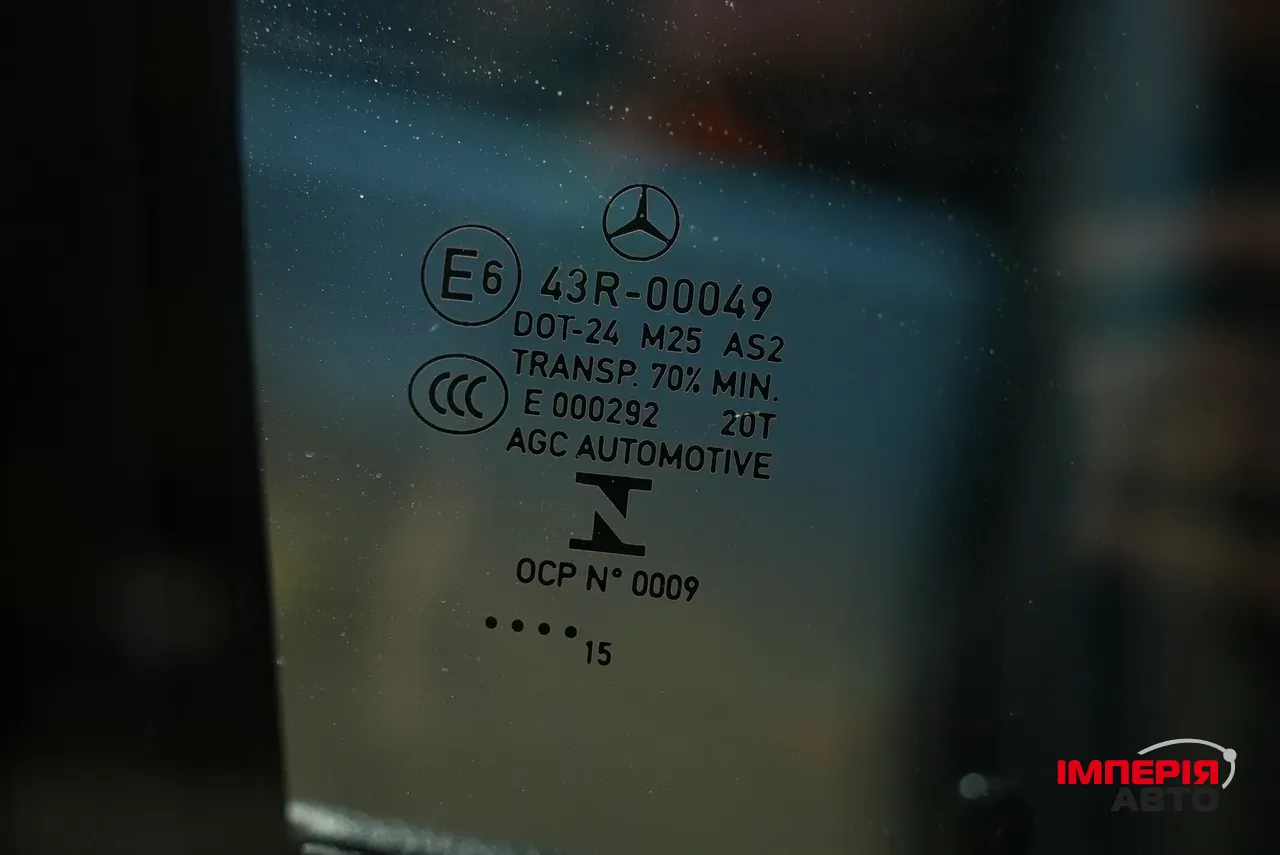 E6 43R-00049
DOT-24 M25 AS2
TRANSP. 70% MIN.
CCC E 000292 20T
AGC AUTOMOTIVE
OCP N° 0009
.... 15
ІМПЕРІЯ
АВТО